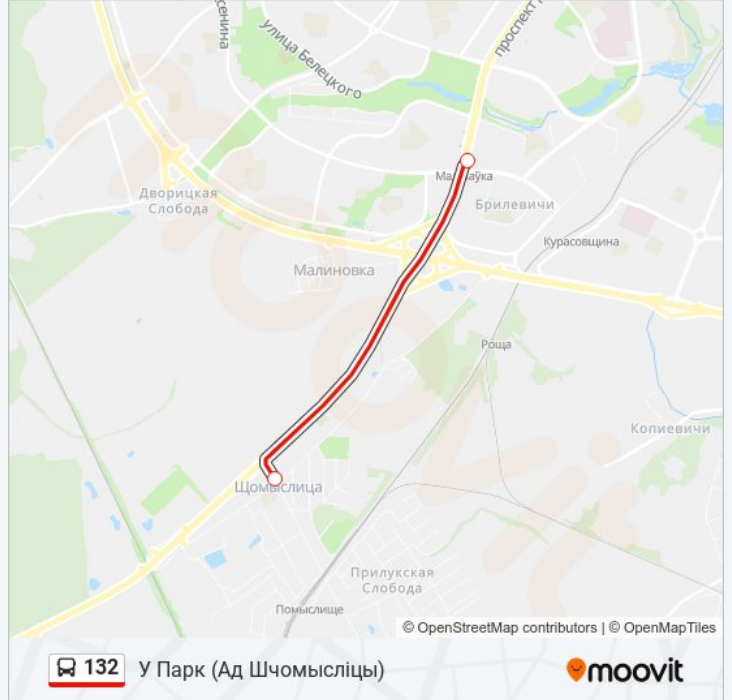 сенина
улица Белецкого
проспект
Дворицкая
Слобода
Брилевичи
Курасовщина
Малиновка
Роща
Копиевичи
Щомыслица
Прилукская
Слобода
Помыслище
© OpenStreetMap contributors | © OpenMapTiles
132 У Парк (Ад Шчомысліцы)
moovit